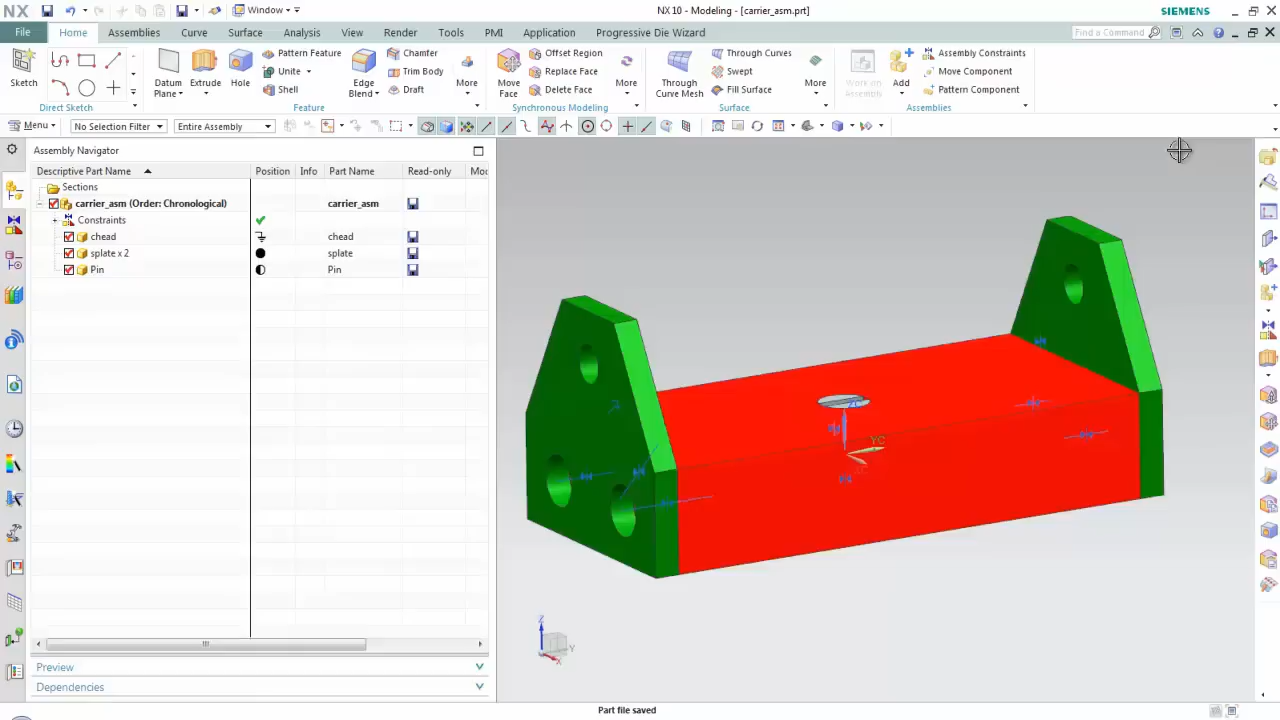 NX Window NX 10 - Modeling - [carrier_asm.prt] SIEMENS
File Home Assemblies Curve Surface Analysis View Render Tools PMI Application Progressive Die Wizard Find a Command
Pattern Feature Chamfer Offset Region Through Curves Assembly Constraints
Unite Trim Body Replace Face Swept Move Component
Shell Draft Delete Face Fill Surface Pattern Component
Sketch Datum Plane Extrude Hole Edge Blend More Move Face More Through Curve Mesh More Work on Assembly Add
Direct Sketch Feature Synchronous Modeling Surface Assemblies
Menu No Selection Filter Entire Assembly
Assembly Navigator
Descriptive Part Name Position Info Part Name Read-only Moc
Sections
carrier_asm (Order: Chronological) carrier_asm
Constraints
chead chead
splate x 2 splate
Pin Pin
YC
Z
Y
X
Preview
Dependencies
Part file saved